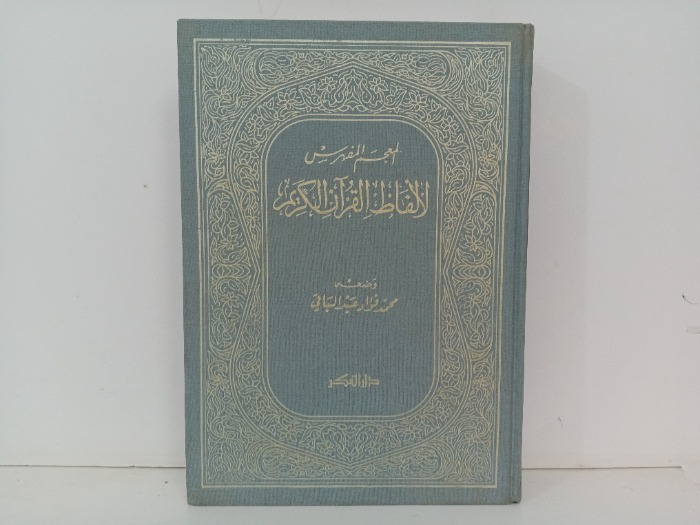 المعجم المفهرس
لألفاظ القرآن الكريم
وضعه
محمد فؤاد عبد الباقي
دار الفكر